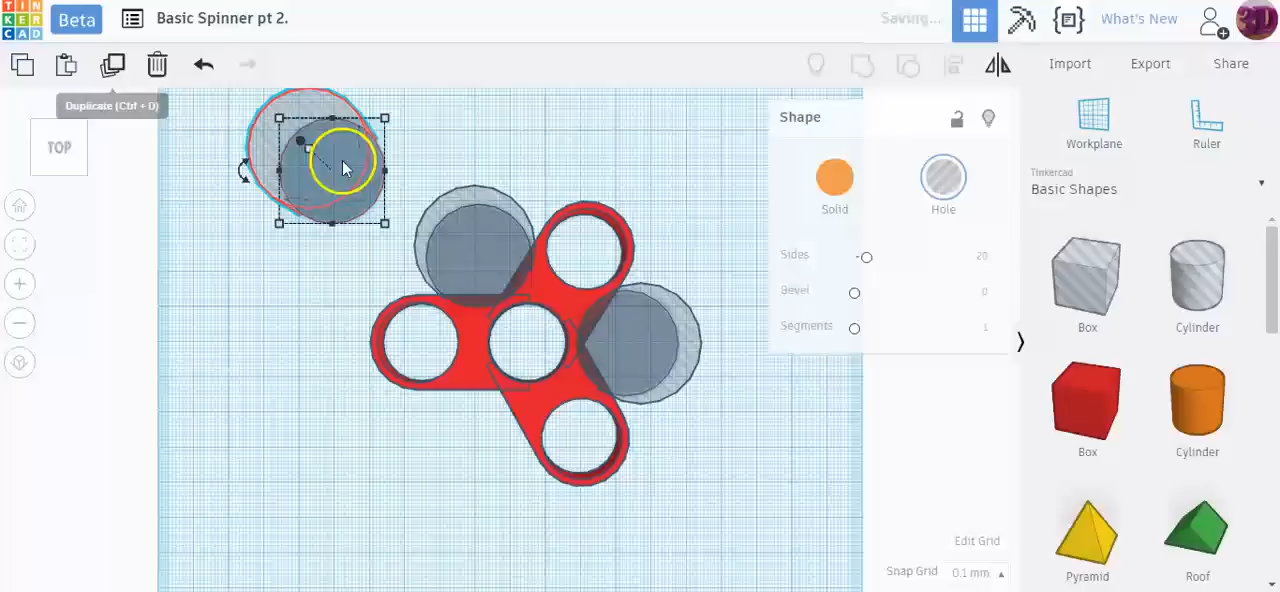 TIN
KER
CAD
Beta
Basic Spinner pt 2.
Saving...
What's New
Import
Export
Share
Duplicate (Ctrl + D)
TOP
Shape
Solid
Hole
Sides
20
Bevel
0
Segments
1
Workplane
Ruler
Tinkercad
Basic Shapes
Box
Cylinder
Box
Cylinder
Pyramid
Roof
Edit Grid
Snap Grid
0.1 mm